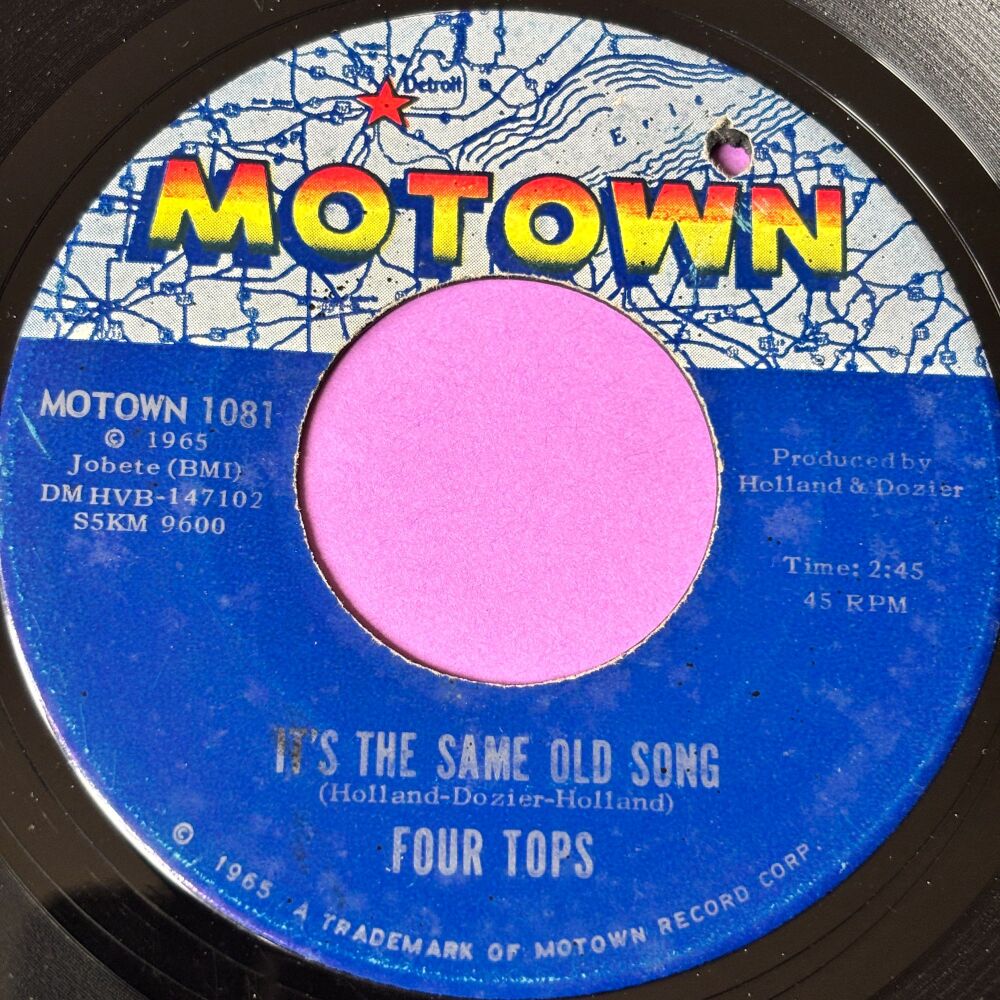 Detroit
Erie
MOTOWN
MOTOWN 1081
© 1965
Jobete (BMI)
DM HVB-147102
S5KM 9600
Produced by
Holland & Dozier
Time: 2:45
45 RPM
IT'S THE SAME OLD SONG
(Holland-Dozier-Holland)
FOUR TOPS
© 1965 A TRADEMARK OF MOTOWN RECORD CORP.